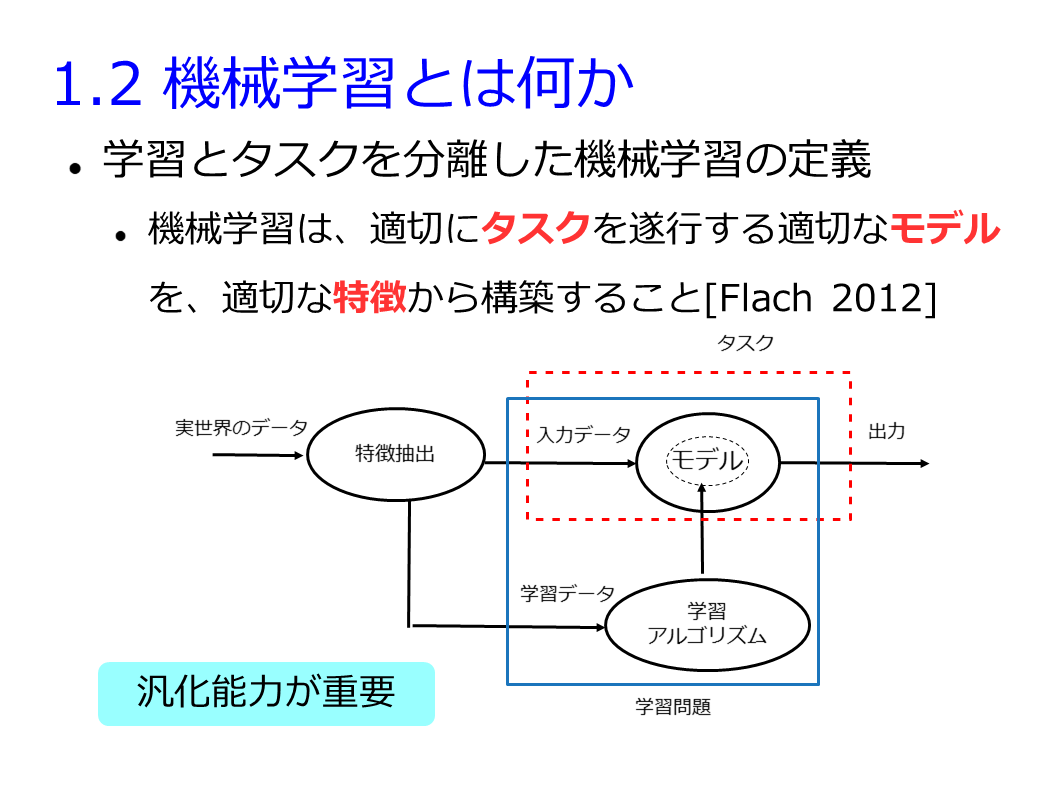 1.2 機械学習とは何か
● 学習とタスクを分離した機械学習の定義
● 機械学習は、適切にタスクを遂行する適切なモデル
を、適切な特徴から構築すること[Flach 2012]
タスク
実世界のデータ
特徴抽出
入力データ
モデル
出力
学習データ
学習
アルゴリズム
汎化能力が重要
学習問題